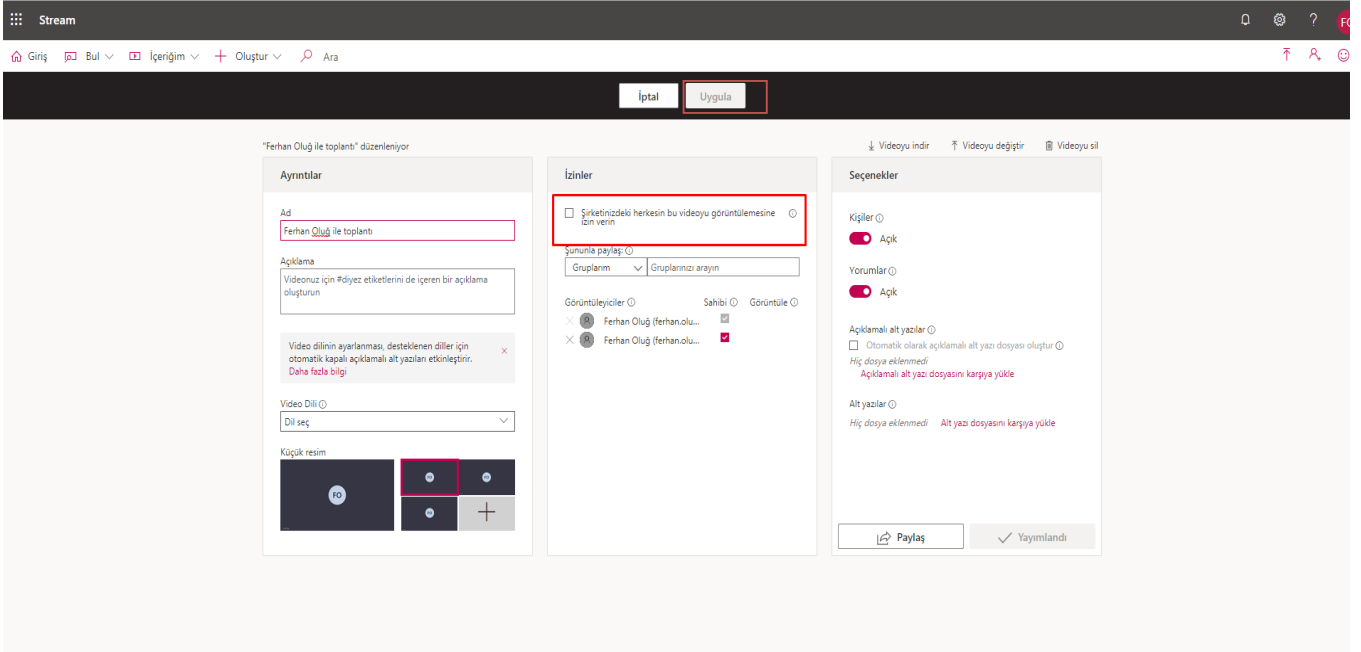 Stream
FO
Giriş Bul İçeriğim Oluştur Ara
İptal Uygula
"Ferhan Oluğ ile toplantı" düzenleniyor
Videoyu indir Videoyu değiştir Videoyu sil
Ayrıntılar
Ad
Ferhan Oluğ ile toplantı
Açıklama
Videonuz için #diyez etiketlerini de içeren bir açıklama
oluşturun
Video dilinin ayarlanması, desteklenen diller için
otomatik kapalı açıklamalı alt yazıları etkinleştirir.
Daha fazla bilgi
Video Dili
Dil seç
Küçük resim
FO
FO
FO
FO
İzinler
Şirketinizdeki herkesin bu videoyu görüntülemesine
izin verin
Şununla paylaş:
Gruplarım Gruplarınızı arayın
Görüntüleyiciler Sahibi Görüntüle
Ferhan Oluğ (ferhan.olu...
Ferhan Oluğ (ferhan.olu...
Seçenekler
Kişiler
Açık
Yorumlar
Açık
Açıklamalı alt yazılar
Otomatik olarak açıklamalı alt yazı dosyası oluştur
Hiç dosya eklenmedi
Açıklamalı alt yazı dosyasını karşıya yükle
Alt yazılar
Hiç dosya eklenmedi Alt yazı dosyasını karşıya yükle
Paylaş Yayımlandı